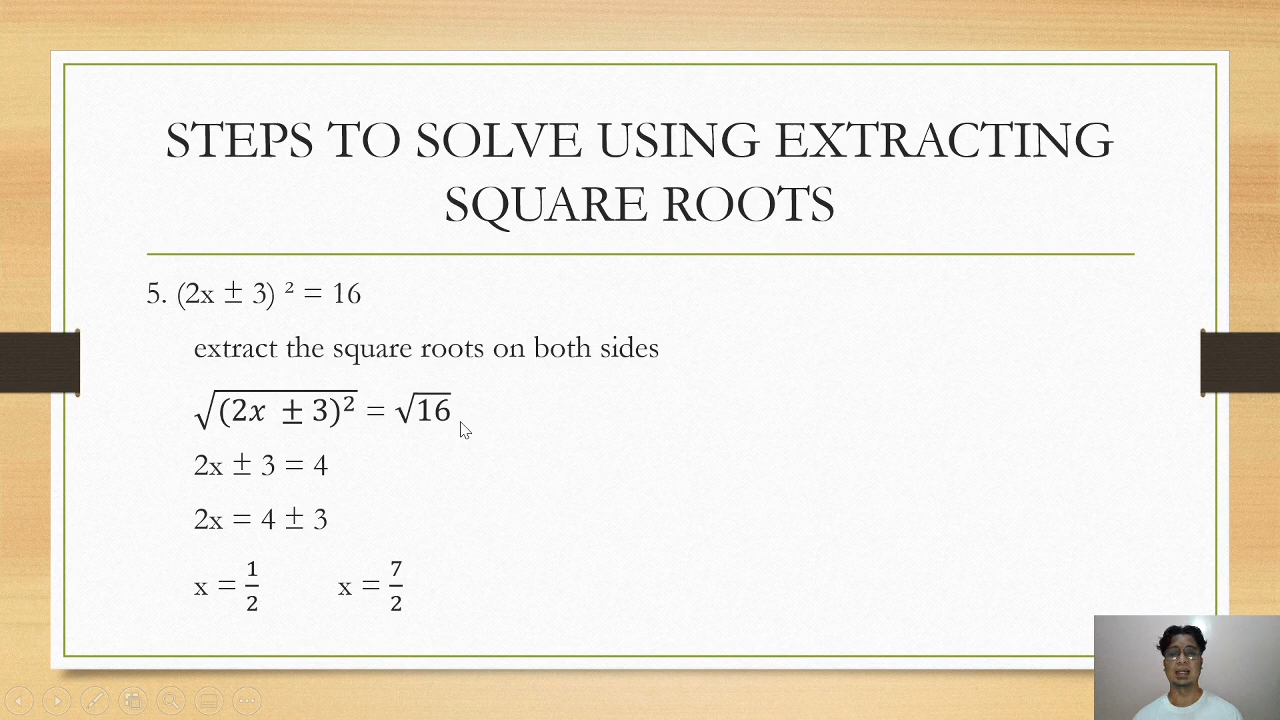 STEPS TO SOLVE USING EXTRACTING
SQUARE ROOTS
5. (2x ± 3) ² = 16
extract the square roots on both sides
√(2x ± 3)² = √16
2x ± 3 = 4
2x = 4 ± 3
x = 1/2 x = 7/2